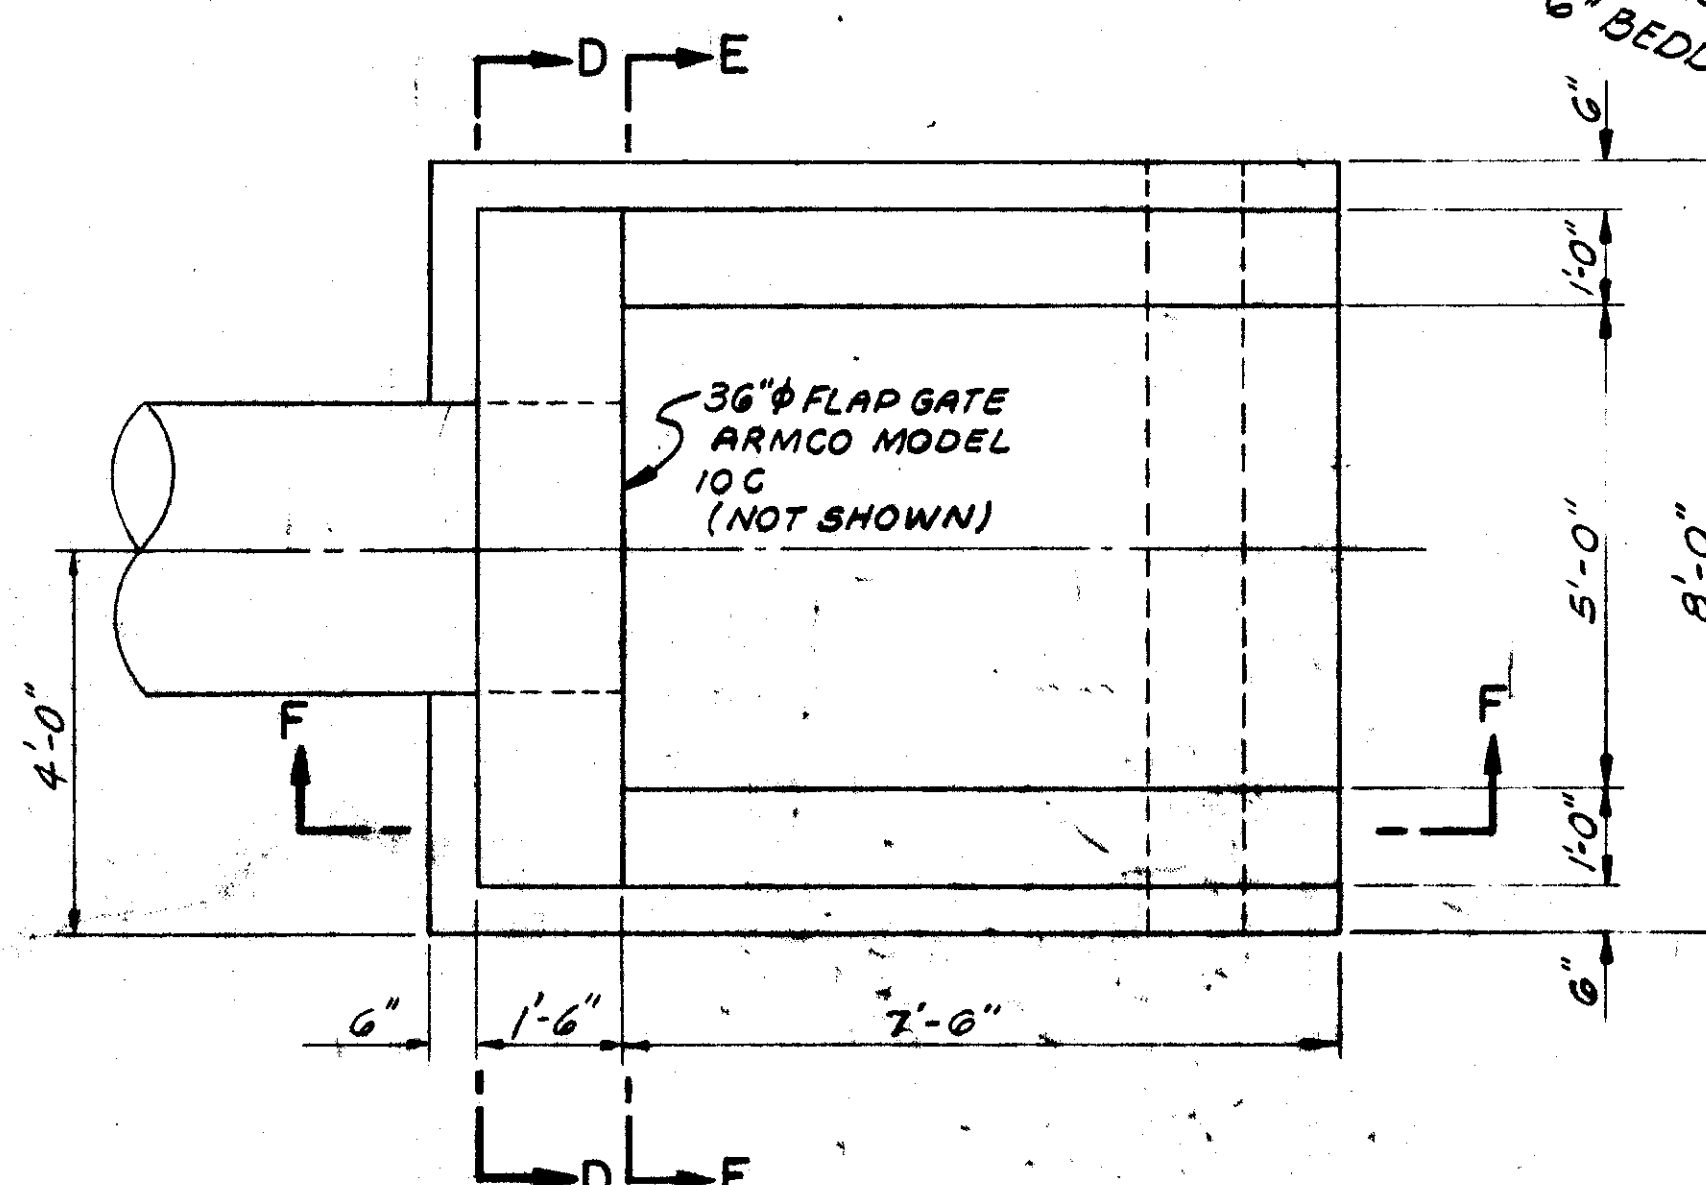 D
E
6" BEDD
6"
1'-0"
36"φ FLAP GATE
ARMCO MODEL
10C
(NOT SHOWN)
5'-0"
8'-0"
4'-0"
F
F
1'-0"
6"
6"
1'-6"
7'-6"
D
E